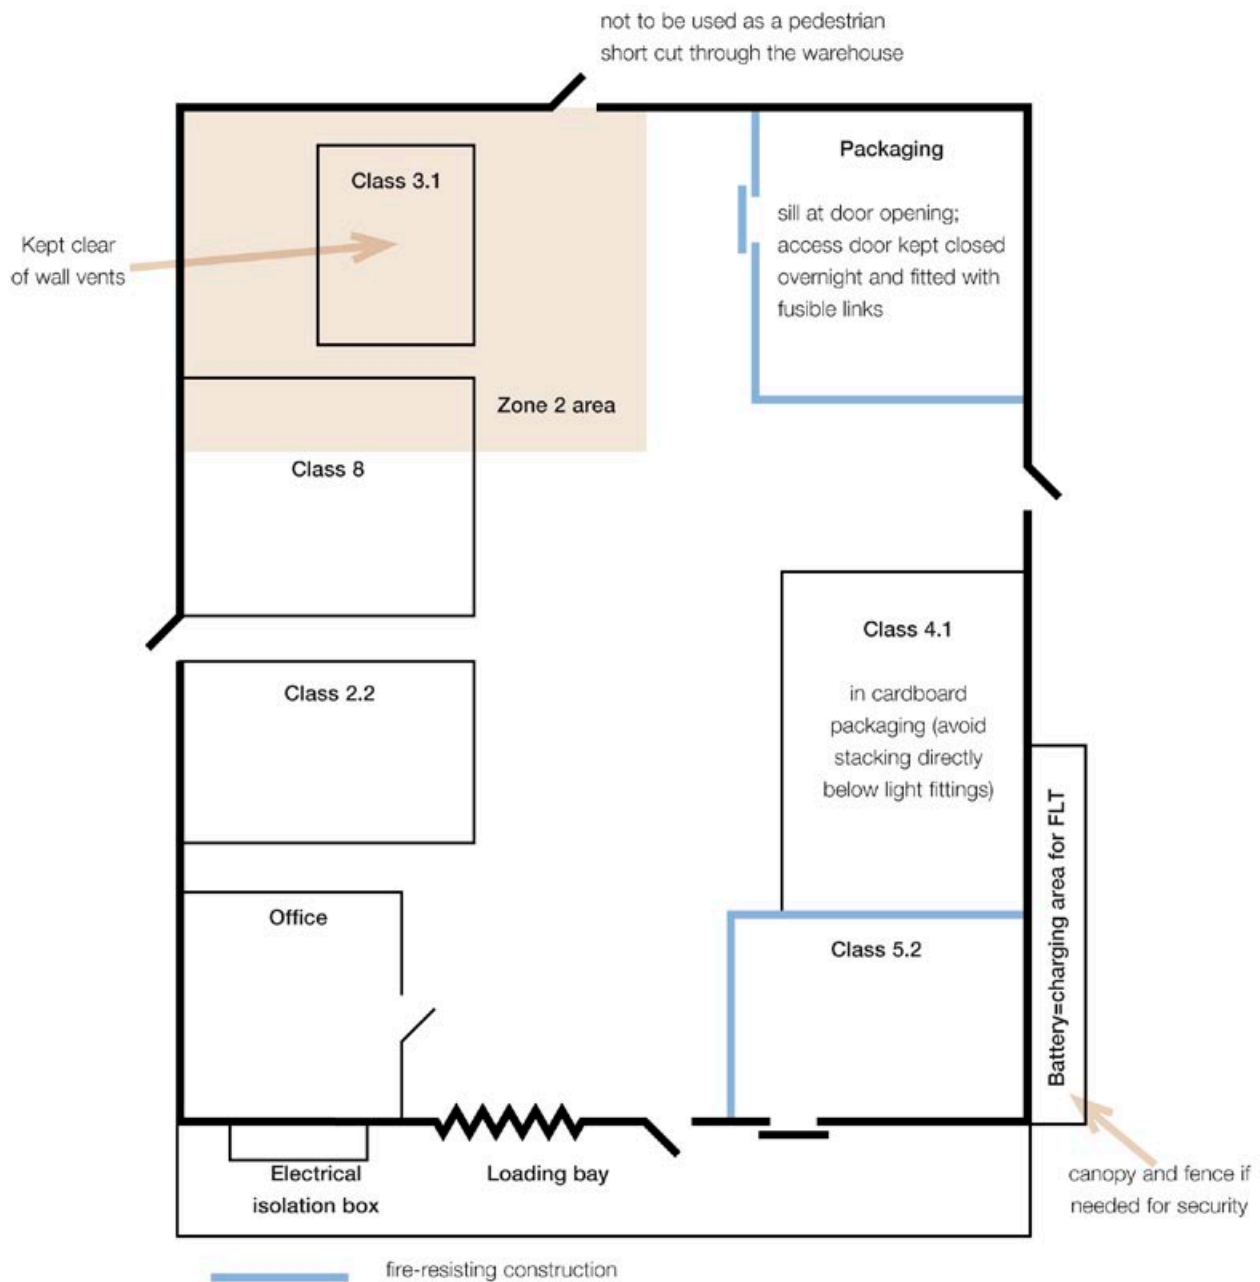 not to be used as a pedestrian
short cut through the warehouse
Packaging
sill at door opening;
access door kept closed
overnight and fitted with
fusible links
Class 3.1
Kept clear
of wall vents
Zone 2 area
Class 8
Class 4.1
in cardboard
packaging (avoid
stacking directly
below light fittings)
Class 2.2
Office
Class 5.2
Battery=charging area for FLT
Electrical
isolation box
Loading bay
canopy and fence if
needed for security
fire-resisting construction